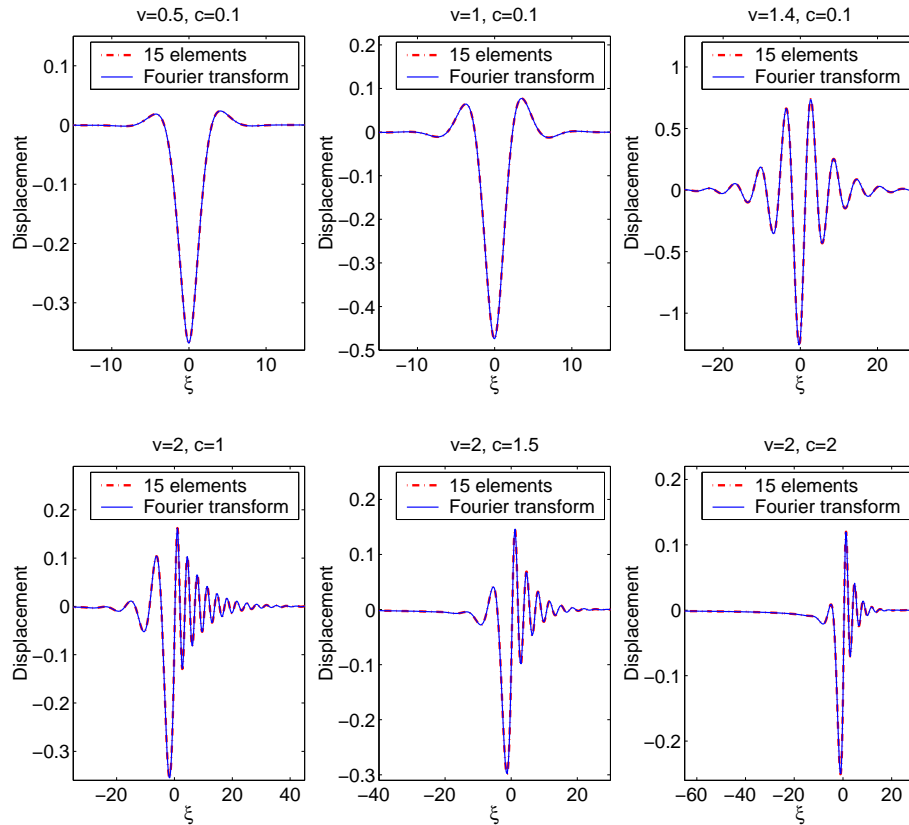 v=0.5, c=0.1
0.1
0
−0.1
−0.2
−0.3
−10
0
10
ξ
Displacement
15 elements
Fourier transform
v=1, c=0.1
0.2
0.1
0
−0.1
−0.2
−0.3
−0.4
−0.5
−10
0
10
ξ
Displacement
15 elements
Fourier transform
v=1.4, c=0.1
1
0.5
0
−0.5
−1
−20
0
20
ξ
Displacement
15 elements
Fourier transform
v=2, c=1
0.2
0.1
0
−0.1
−0.2
−0.3
−20
0
20
40
ξ
Displacement
15 elements
Fourier transform
v=2, c=1.5
0.2
0.1
0
−0.1
−0.2
−0.3
−40
−20
0
20
ξ
Displacement
15 elements
Fourier transform
v=2, c=2
0.2
0.1
0
−0.1
−0.2
−60
−40
−20
0
20
ξ
Displacement
15 elements
Fourier transform